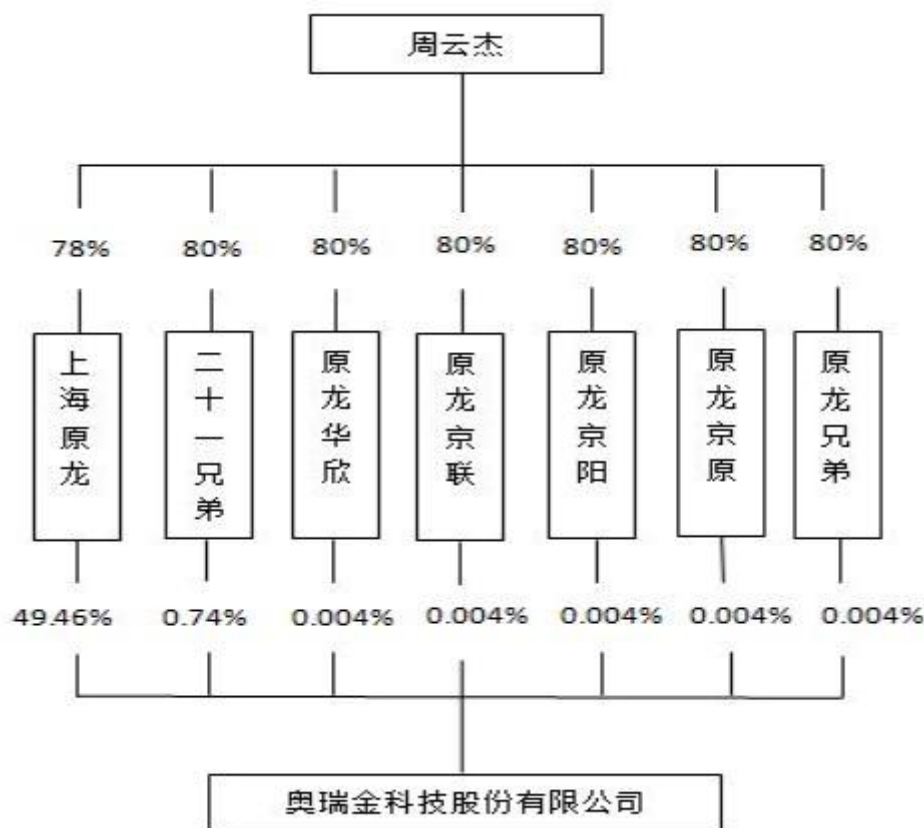 周云杰
78% 80% 80% 80% 80% 80% 80%
上海原龙
二十一兄弟
原龙华欣
原龙京联
原龙京阳
原龙京原
原龙兄弟
49.46% 0.74% 0.004% 0.004% 0.004% 0.004% 0.004%
奥瑞金科技股份有限公司